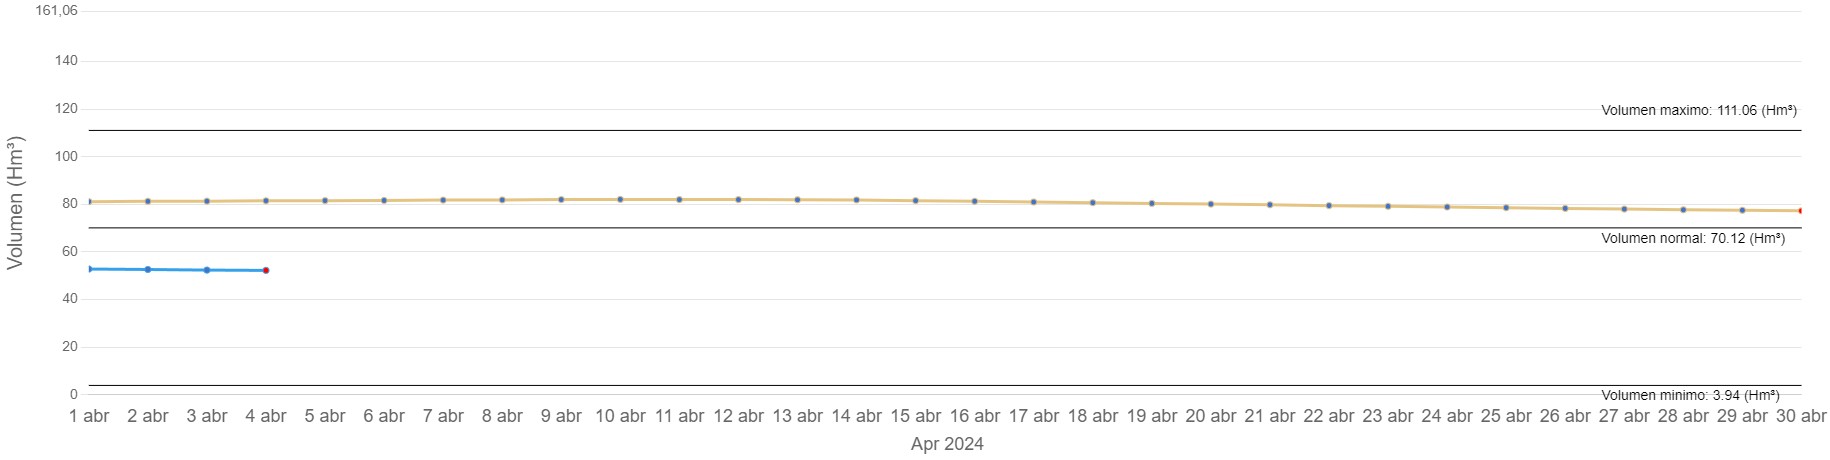 161,06
140
120
100
80
60
40
20
0
Volumen (Hm³)
Volumen maximo: 111.06 (Hm³)
Volumen normal: 70.12 (Hm³)
Volumen minimo: 3.94 (Hm³)
1 abr 2 abr 3 abr 4 abr 5 abr 6 abr 7 abr 8 abr 9 abr 10 abr 11 abr 12 abr 13 abr 14 abr 15 abr 16 abr 17 abr 18 abr 19 abr 20 abr 21 abr 22 abr 23 abr 24 abr 25 abr 26 abr 27 abr 28 abr 29 abr 30 abr
Apr 2024